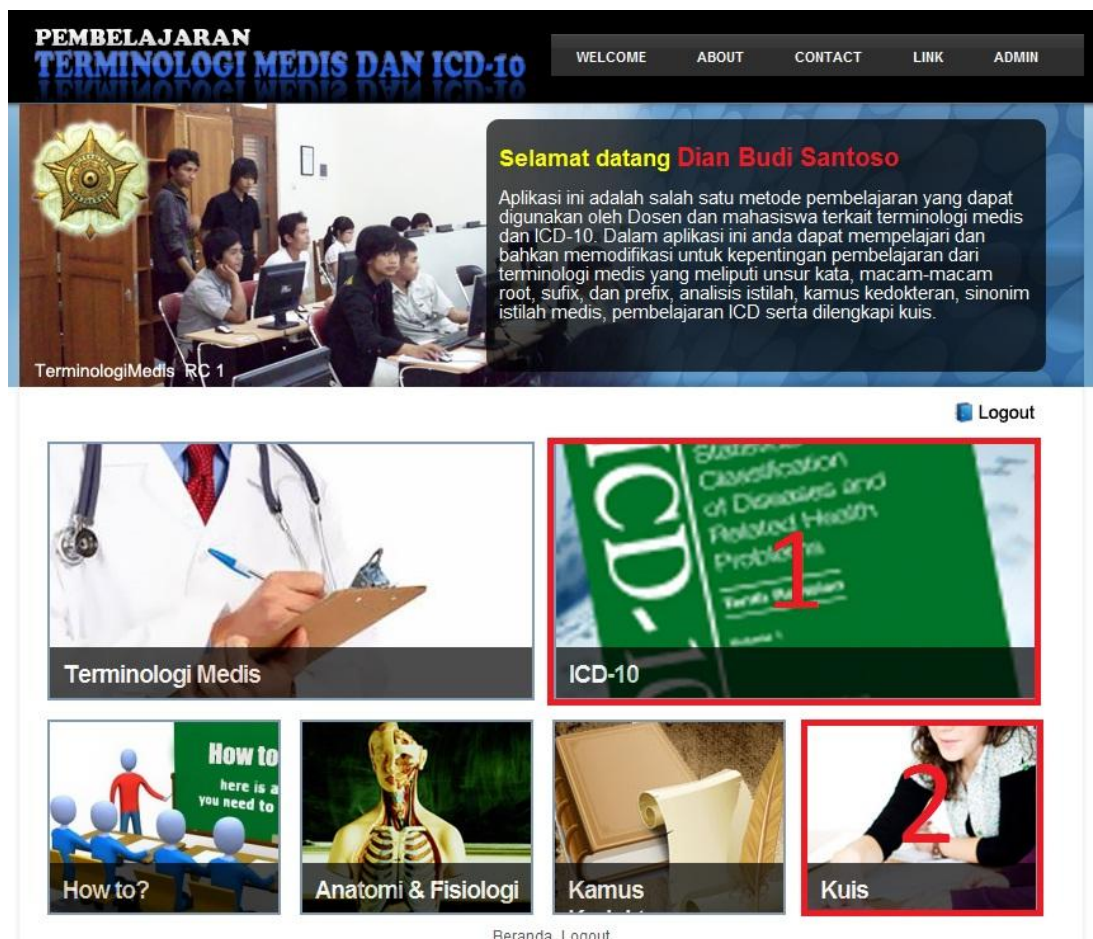 PEMBELAJARAN
TERMINOLOGI MEDIS DAN ICD-10
WELCOME ABOUT CONTACT LINK ADMIN
Selamat datang Dian Budi Santoso
Aplikasi ini adalah salah satu metode pembelajaran yang dapat
digunakan oleh Dosen dan mahasiswa terkait terminologi medis
dan ICD-10. Dalam aplikasi ini anda dapat mempelajari dan
bahkan memodifikasi untuk kepentingan pembelajaran dari
terminologi medis yang meliputi unsur kata, macam-macam
root, sufix, dan prefix, analisis istilah, kamus kedokteran, sinonim
istilah medis, pembelajaran ICD serta dilengkapi kuis.
TerminologiMedis RC 1
Logout
Terminologi Medis
ICD-1
Classification
of Diseases and
Related Health
Problems
1
ICD-10
How to
here is a
you need to
How to?
Anatomi & Fisiologi
Kamus
2
Kuis
Beranda Logout